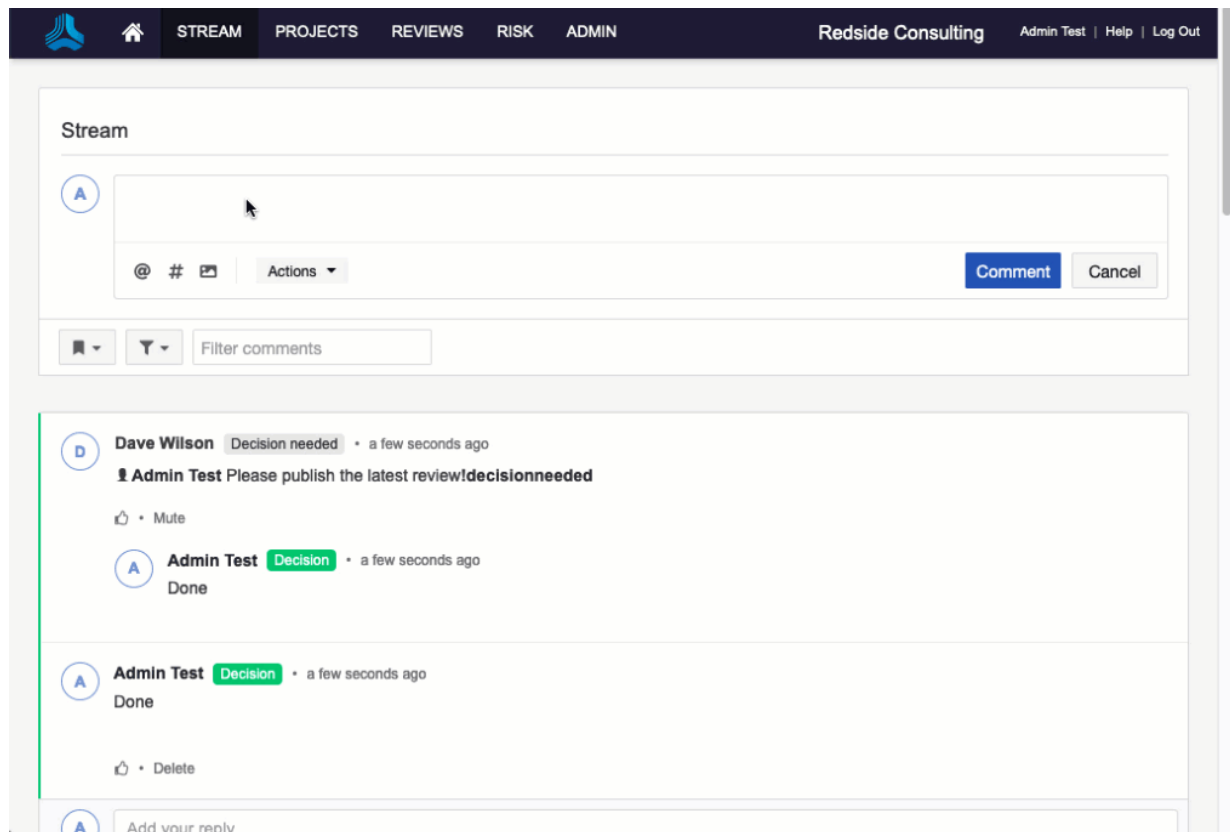 STREAM PROJECTS REVIEWS RISK ADMIN Redside Consulting Admin Test | Help | Log Out
Stream
A
@ # Actions Comment Cancel
Filter comments
D Dave Wilson Decision needed • a few seconds ago
Admin Test Please publish the latest review!decisionneeded
• Mute
A Admin Test Decision • a few seconds ago
Done
A Admin Test Decision • a few seconds ago
Done
• Delete
A Add your reply